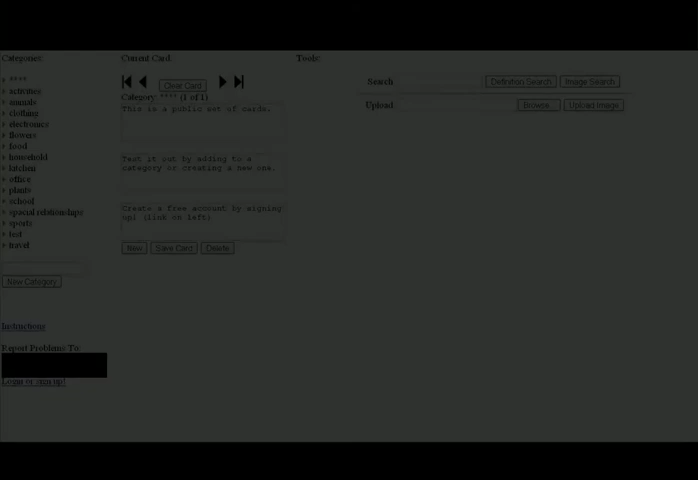 Categories:
****
activities
animals
clothing
electronics
flowers
food
household
kitchen
office
plants
school
spacial relationships
sports
test
travel
New Category
Instructions
Report Problems To:
Login or sign up!
Current Card:
Clear Card
Category: **** (1 of 1)
This is a public set of cards.
Test it out by adding to a
category or creating a new one.
Create a free account by signing
up! (link on left)
New Save Card Delete
Tools:
Search Definition Search Image Search
Upload Browse... Upload Image